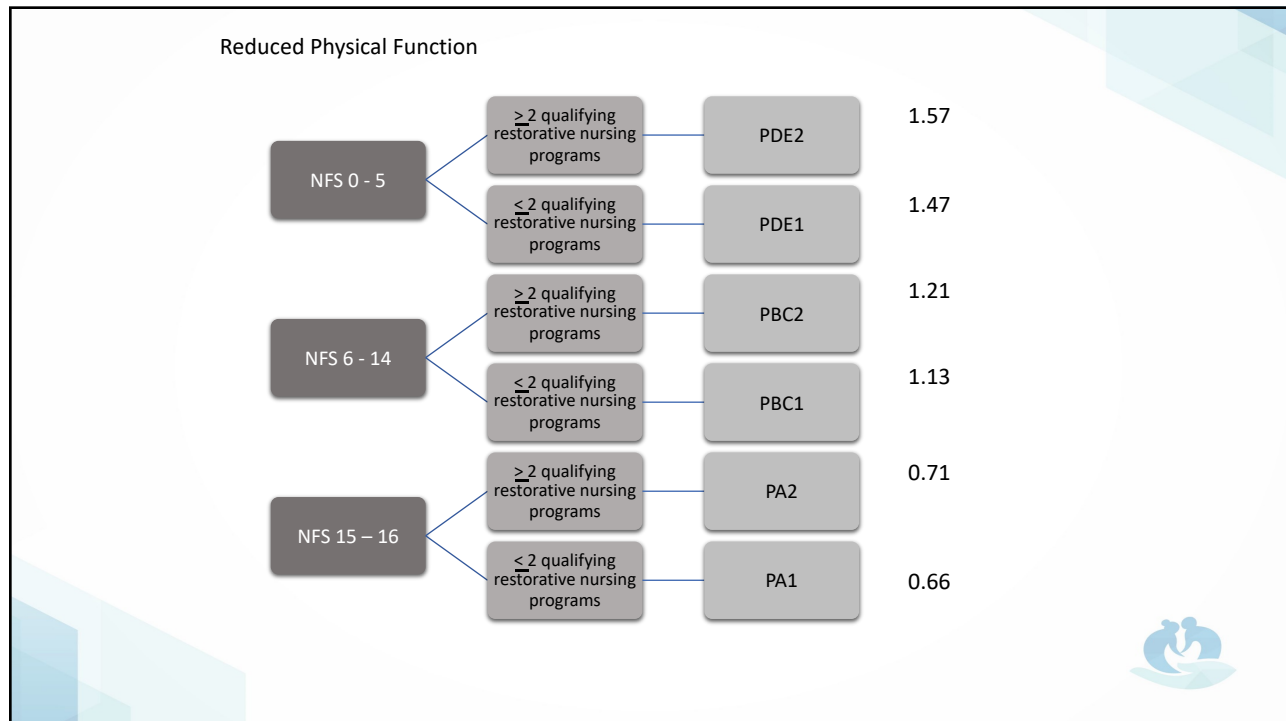 Reduced Physical Function
NFS 0 - 5
≥ 2 qualifying
restorative nursing
programs
PDE2
1.57
≤ 2 qualifying
restorative nursing
programs
PDE1
1.47
NFS 6 - 14
≥ 2 qualifying
restorative nursing
programs
PBC2
1.21
≤ 2 qualifying
restorative nursing
programs
PBC1
1.13
NFS 15 – 16
≥ 2 qualifying
restorative nursing
programs
PA2
0.71
≤ 2 qualifying
restorative nursing
programs
PA1
0.66